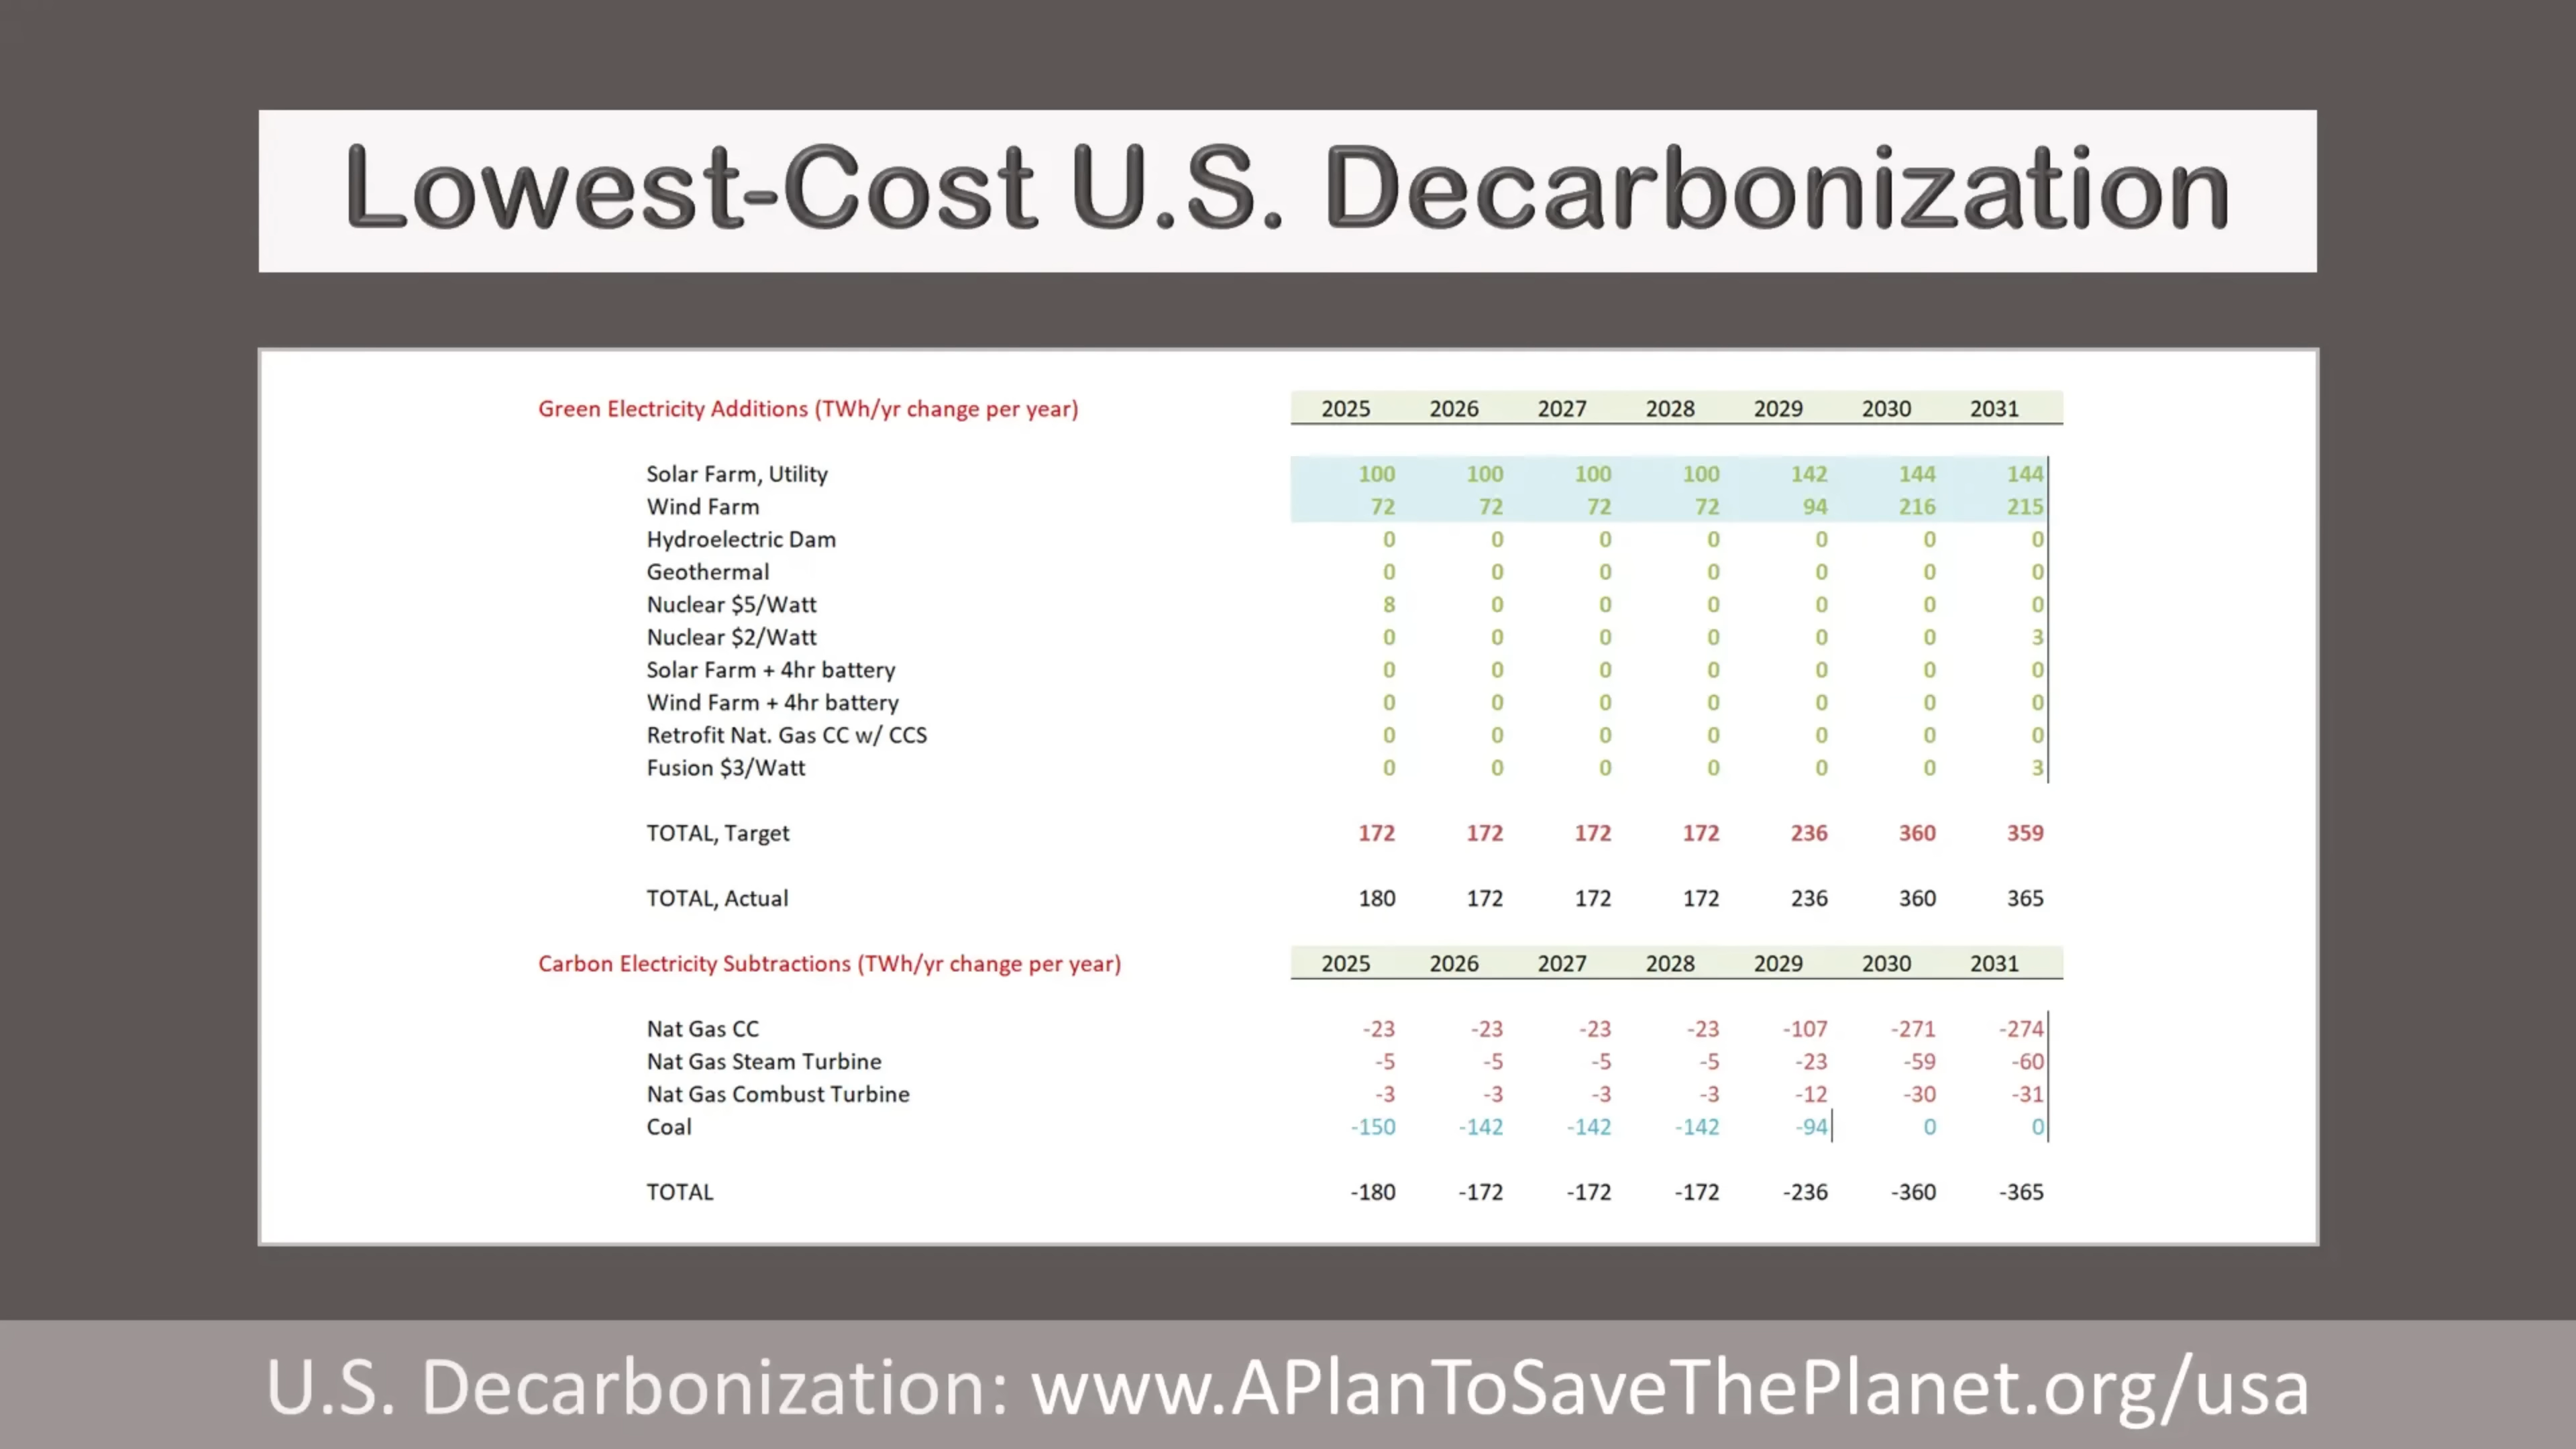 Lowest-Cost U.S. Decarbonization
Green Electricity Additions (TWh/yr change per year) 2025 2026 2027 2028 2029 2030 2031
Solar Farm, Utility 100 100 100 100 142 144 144
Wind Farm 72 72 72 72 94 216 215
Hydroelectric Dam 0 0 0 0 0 0 0
Geothermal 0 0 0 0 0 0 0
Nuclear $5/Watt 8 0 0 0 0 0 0
Nuclear $2/Watt 0 0 0 0 0 0 3
Solar Farm + 4hr battery 0 0 0 0 0 0 0
Wind Farm + 4hr battery 0 0 0 0 0 0 0
Retrofit Nat. Gas CC w/ CCS 0 0 0 0 0 0 0
Fusion $3/Watt 0 0 0 0 0 0 3
TOTAL, Target 172 172 172 172 236 360 359
TOTAL, Actual 180 172 172 172 236 360 365
Carbon Electricity Subtractions (TWh/yr change per year) 2025 2026 2027 2028 2029 2030 2031
Nat Gas CC -23 -23 -23 -23 -107 -271 -274
Nat Gas Steam Turbine -5 -5 -5 -5 -23 -59 -60
Nat Gas Combust Turbine -3 -3 -3 -3 -12 -30 -31
Coal -150 -142 -142 -142 -94 0 0
TOTAL -180 -172 -172 -172 -236 -360 -365
U.S. Decarbonization: www.APlanToSaveThePlanet.org/usa